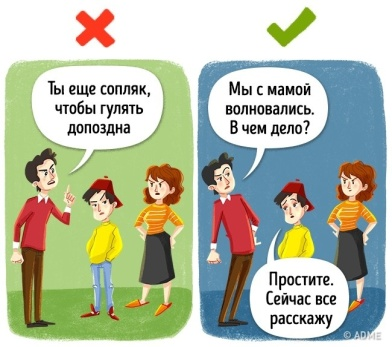 Ты еще сопляк,
чтобы гулять
допоздна
Мы с мамой
волновались.
В чем дело?
Простите.
Сейчас все
расскажу
© ADME